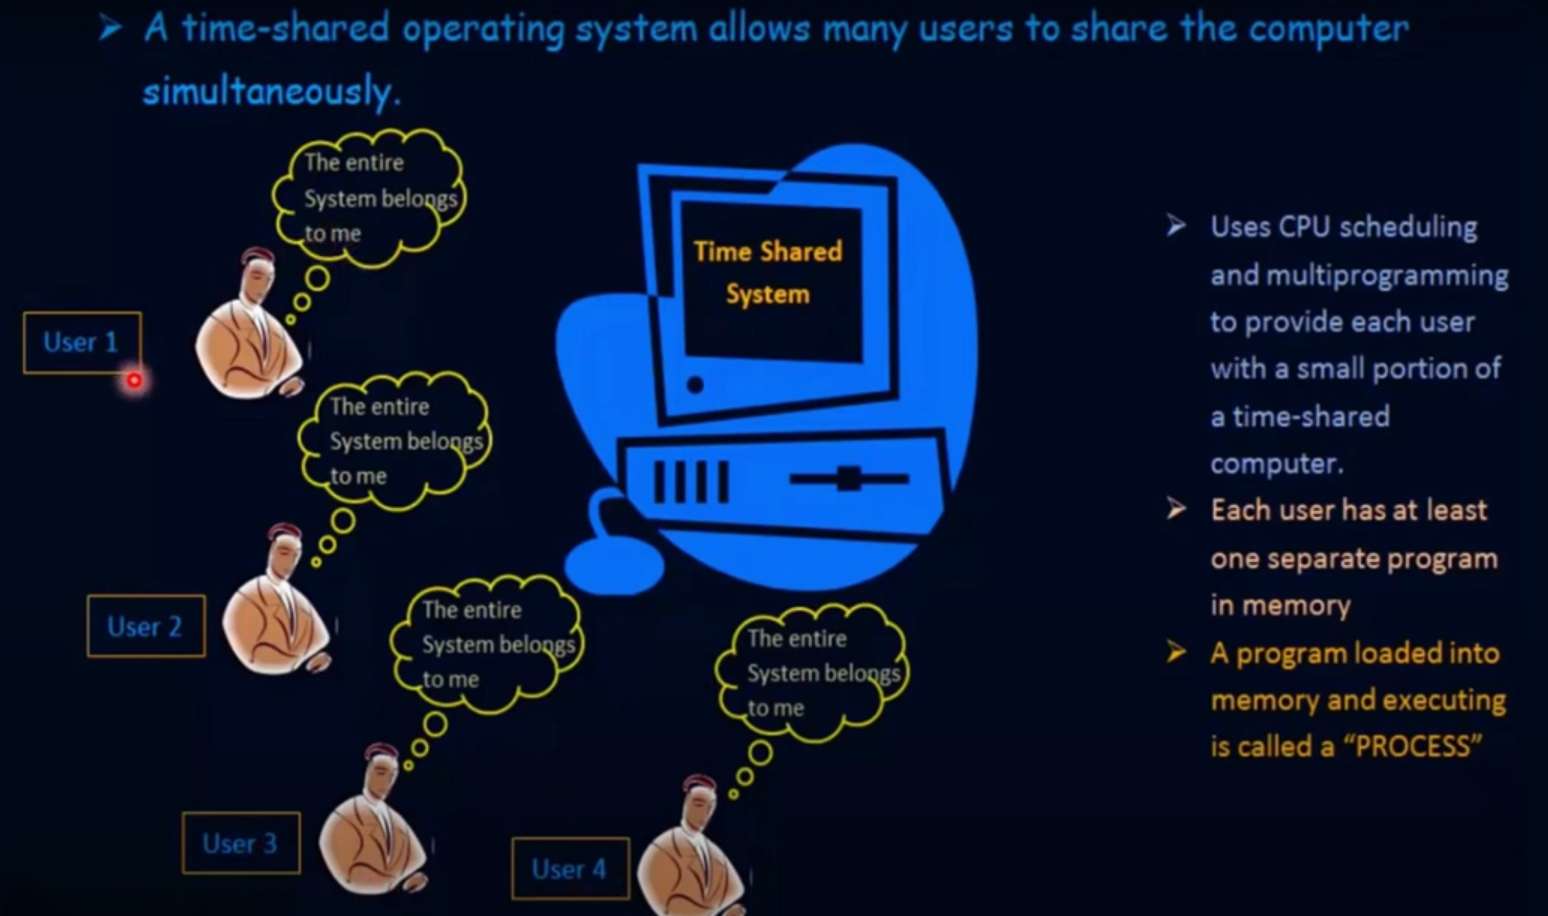 ➤ A time-shared operating system allows many users to share the computer
simultaneously.
The entire
System belongs
to me
User 1
The entire
System belongs
to me
User 2
The entire
System belongs
to me
User 3
The entire
System belongs
to me
User 4
Time Shared
System
➤ Uses CPU scheduling
and multiprogramming
to provide each user
with a small portion of
a time-shared
computer.
➤ Each user has at least
one separate program
in memory
➤ A program loaded into
memory and executing
is called a “PROCESS”